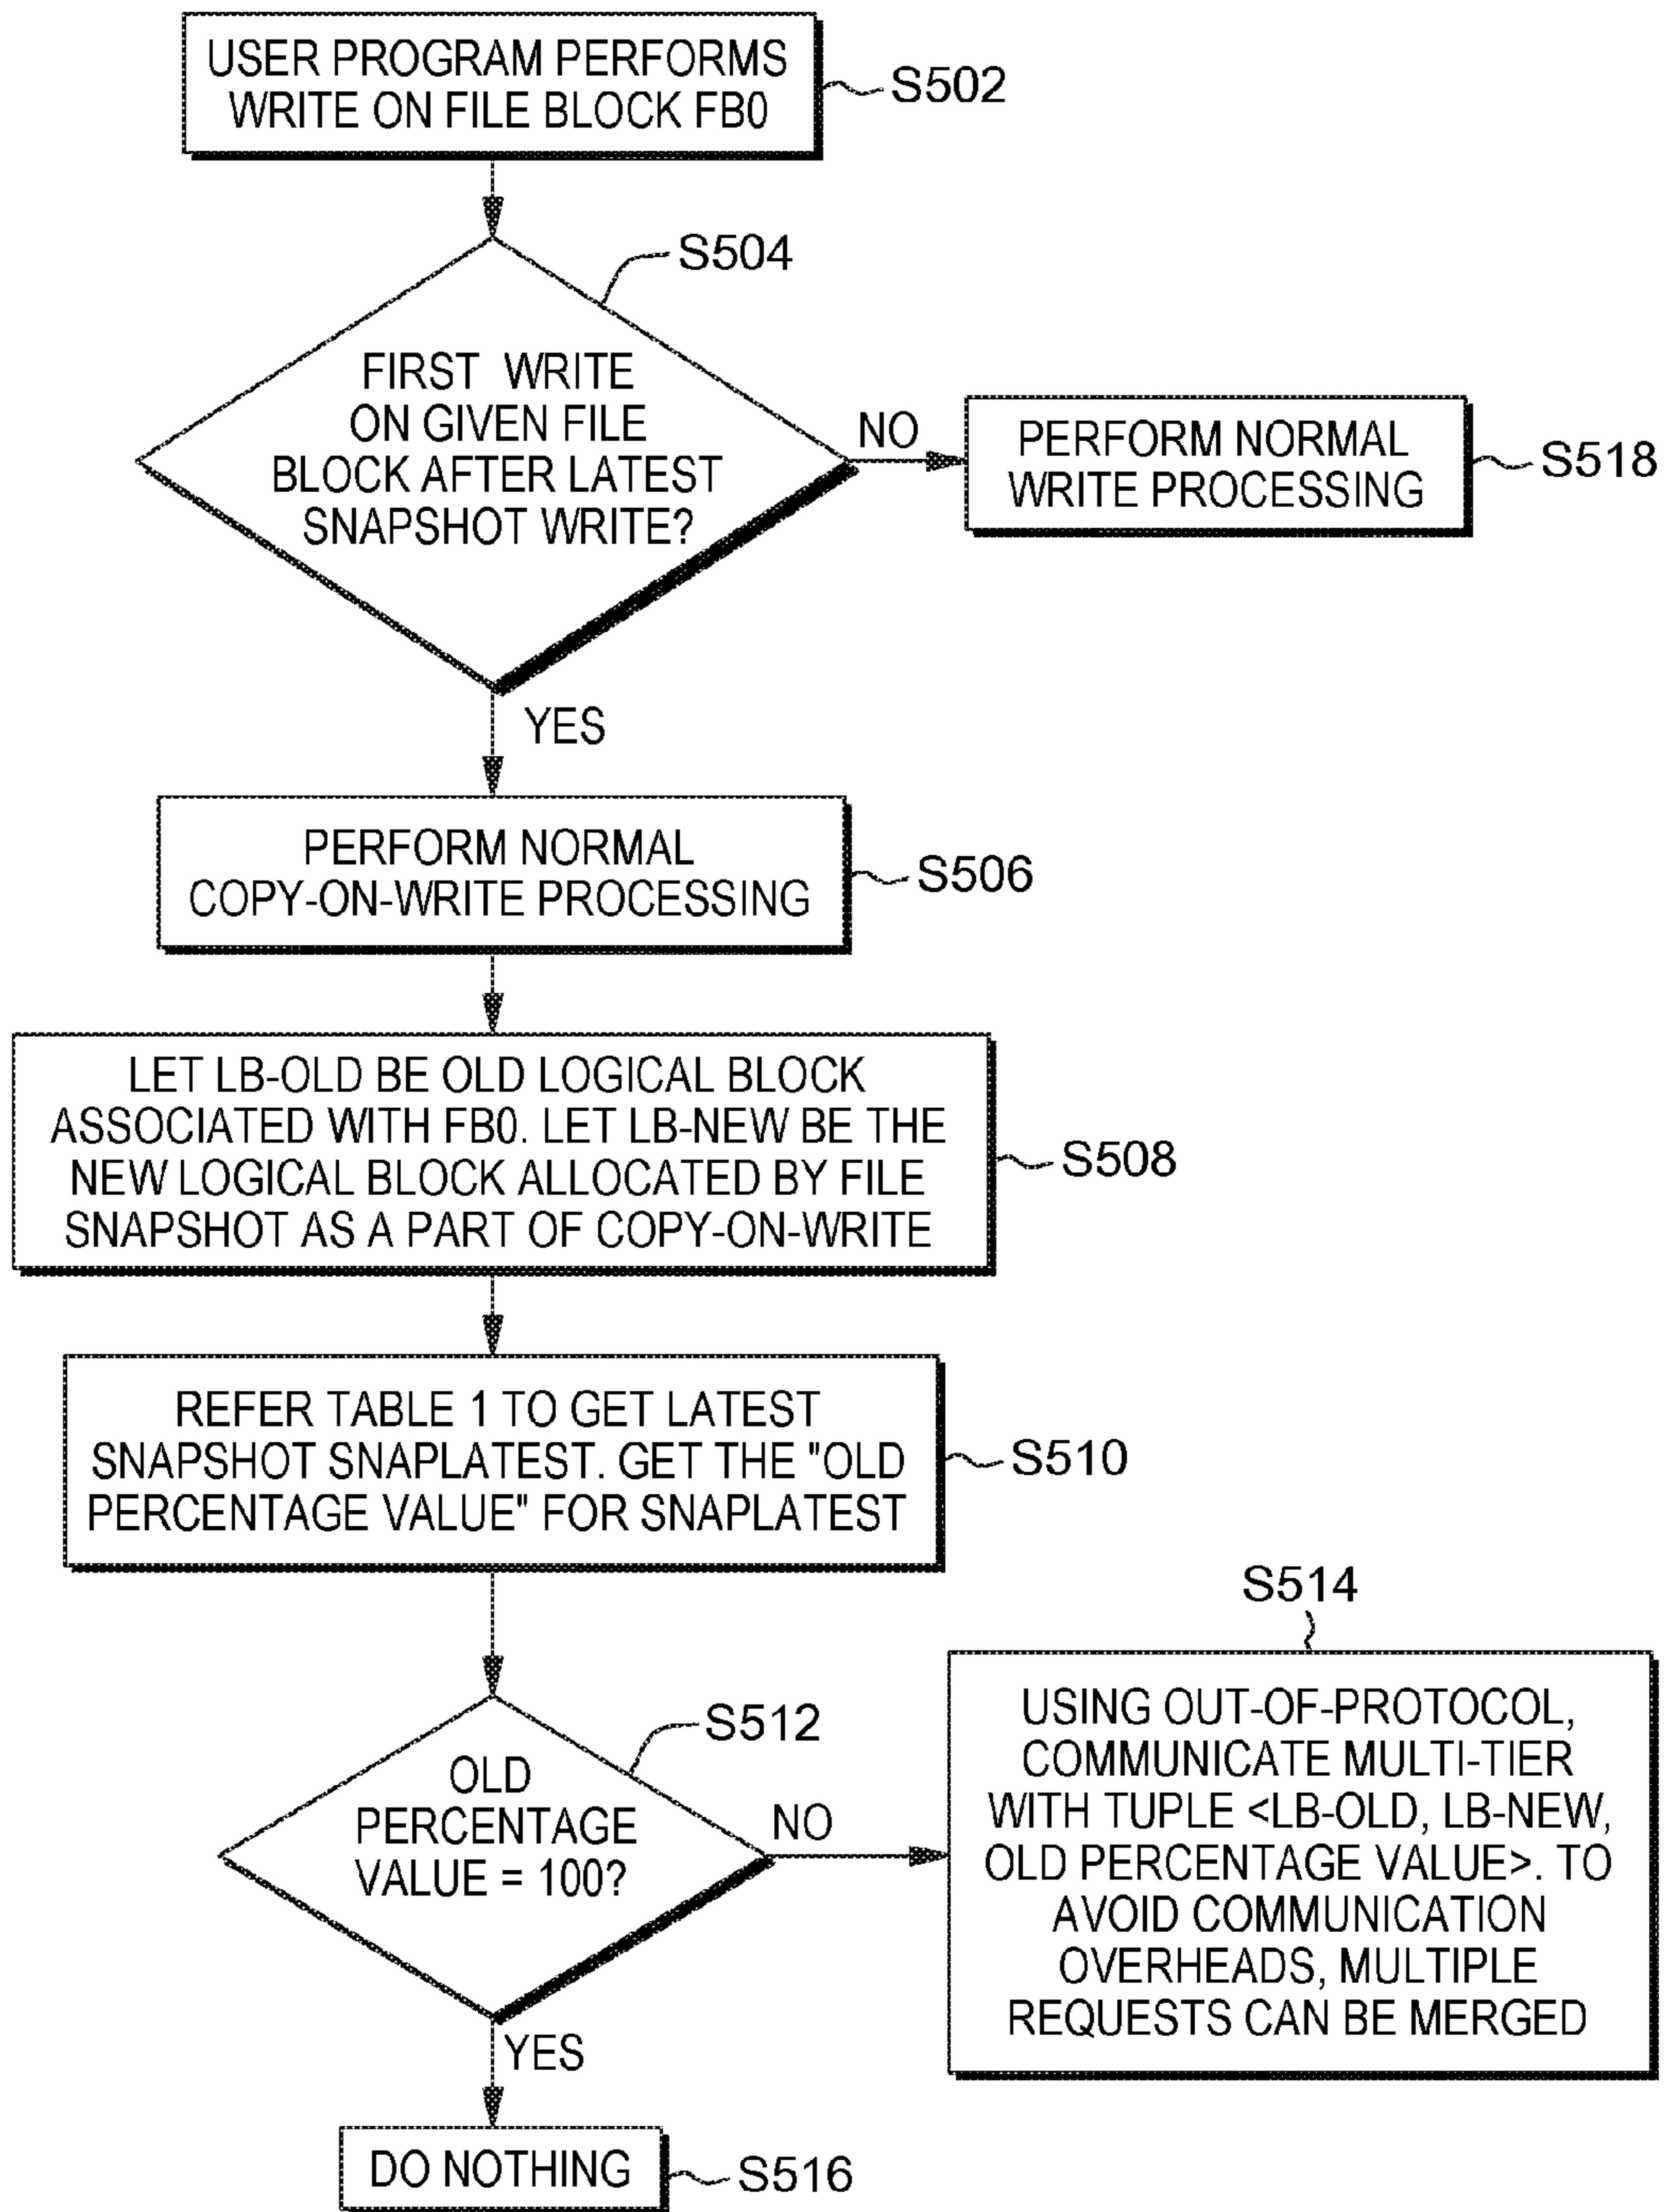 USER PROGRAM PERFORMS
WRITE ON FILE BLOCK FB0
S502
S504
FIRST WRITE
ON GIVEN FILE
BLOCK AFTER LATEST
SNAPSHOT WRITE?
NO
PERFORM NORMAL
WRITE PROCESSING
S518
YES
PERFORM NORMAL
COPY-ON-WRITE PROCESSING
S506
LET LB-OLD BE OLD LOGICAL BLOCK
ASSOCIATED WITH FB0. LET LB-NEW BE THE
NEW LOGICAL BLOCK ALLOCATED BY FILE
SNAPSHOT AS A PART OF COPY-ON-WRITE
S508
REFER TABLE 1 TO GET LATEST
SNAPSHOT SNAPLATEST. GET THE "OLD
PERCENTAGE VALUE" FOR SNAPLATEST
S510
S512
OLD
PERCENTAGE
VALUE = 100?
NO
S514
USING OUT-OF-PROTOCOL,
COMMUNICATE MULTI-TIER
WITH TUPLE <LB-OLD, LB-NEW,
OLD PERCENTAGE VALUE>. TO
AVOID COMMUNICATION
OVERHEADS, MULTIPLE
REQUESTS CAN BE MERGED
YES
DO NOTHING
S516